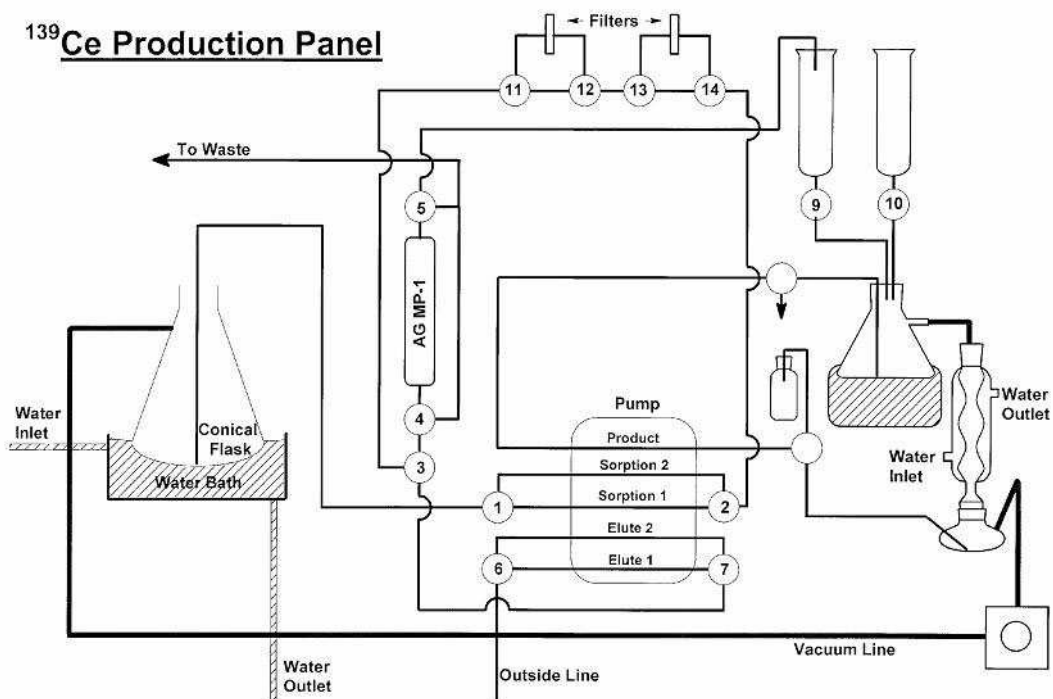 ¹³⁹Ce Production Panel
Filters
11
12
13
14
To Waste
5
9
10
AG MP-1
Water
Inlet
Conical
Flask
Water Bath
4
3
Pump
Product
Sorption 2
Sorption 1
Elute 2
Elute 1
1
2
6
7
Water
Outlet
Water
Inlet
Vacuum Line
Water
Outlet
Outside Line